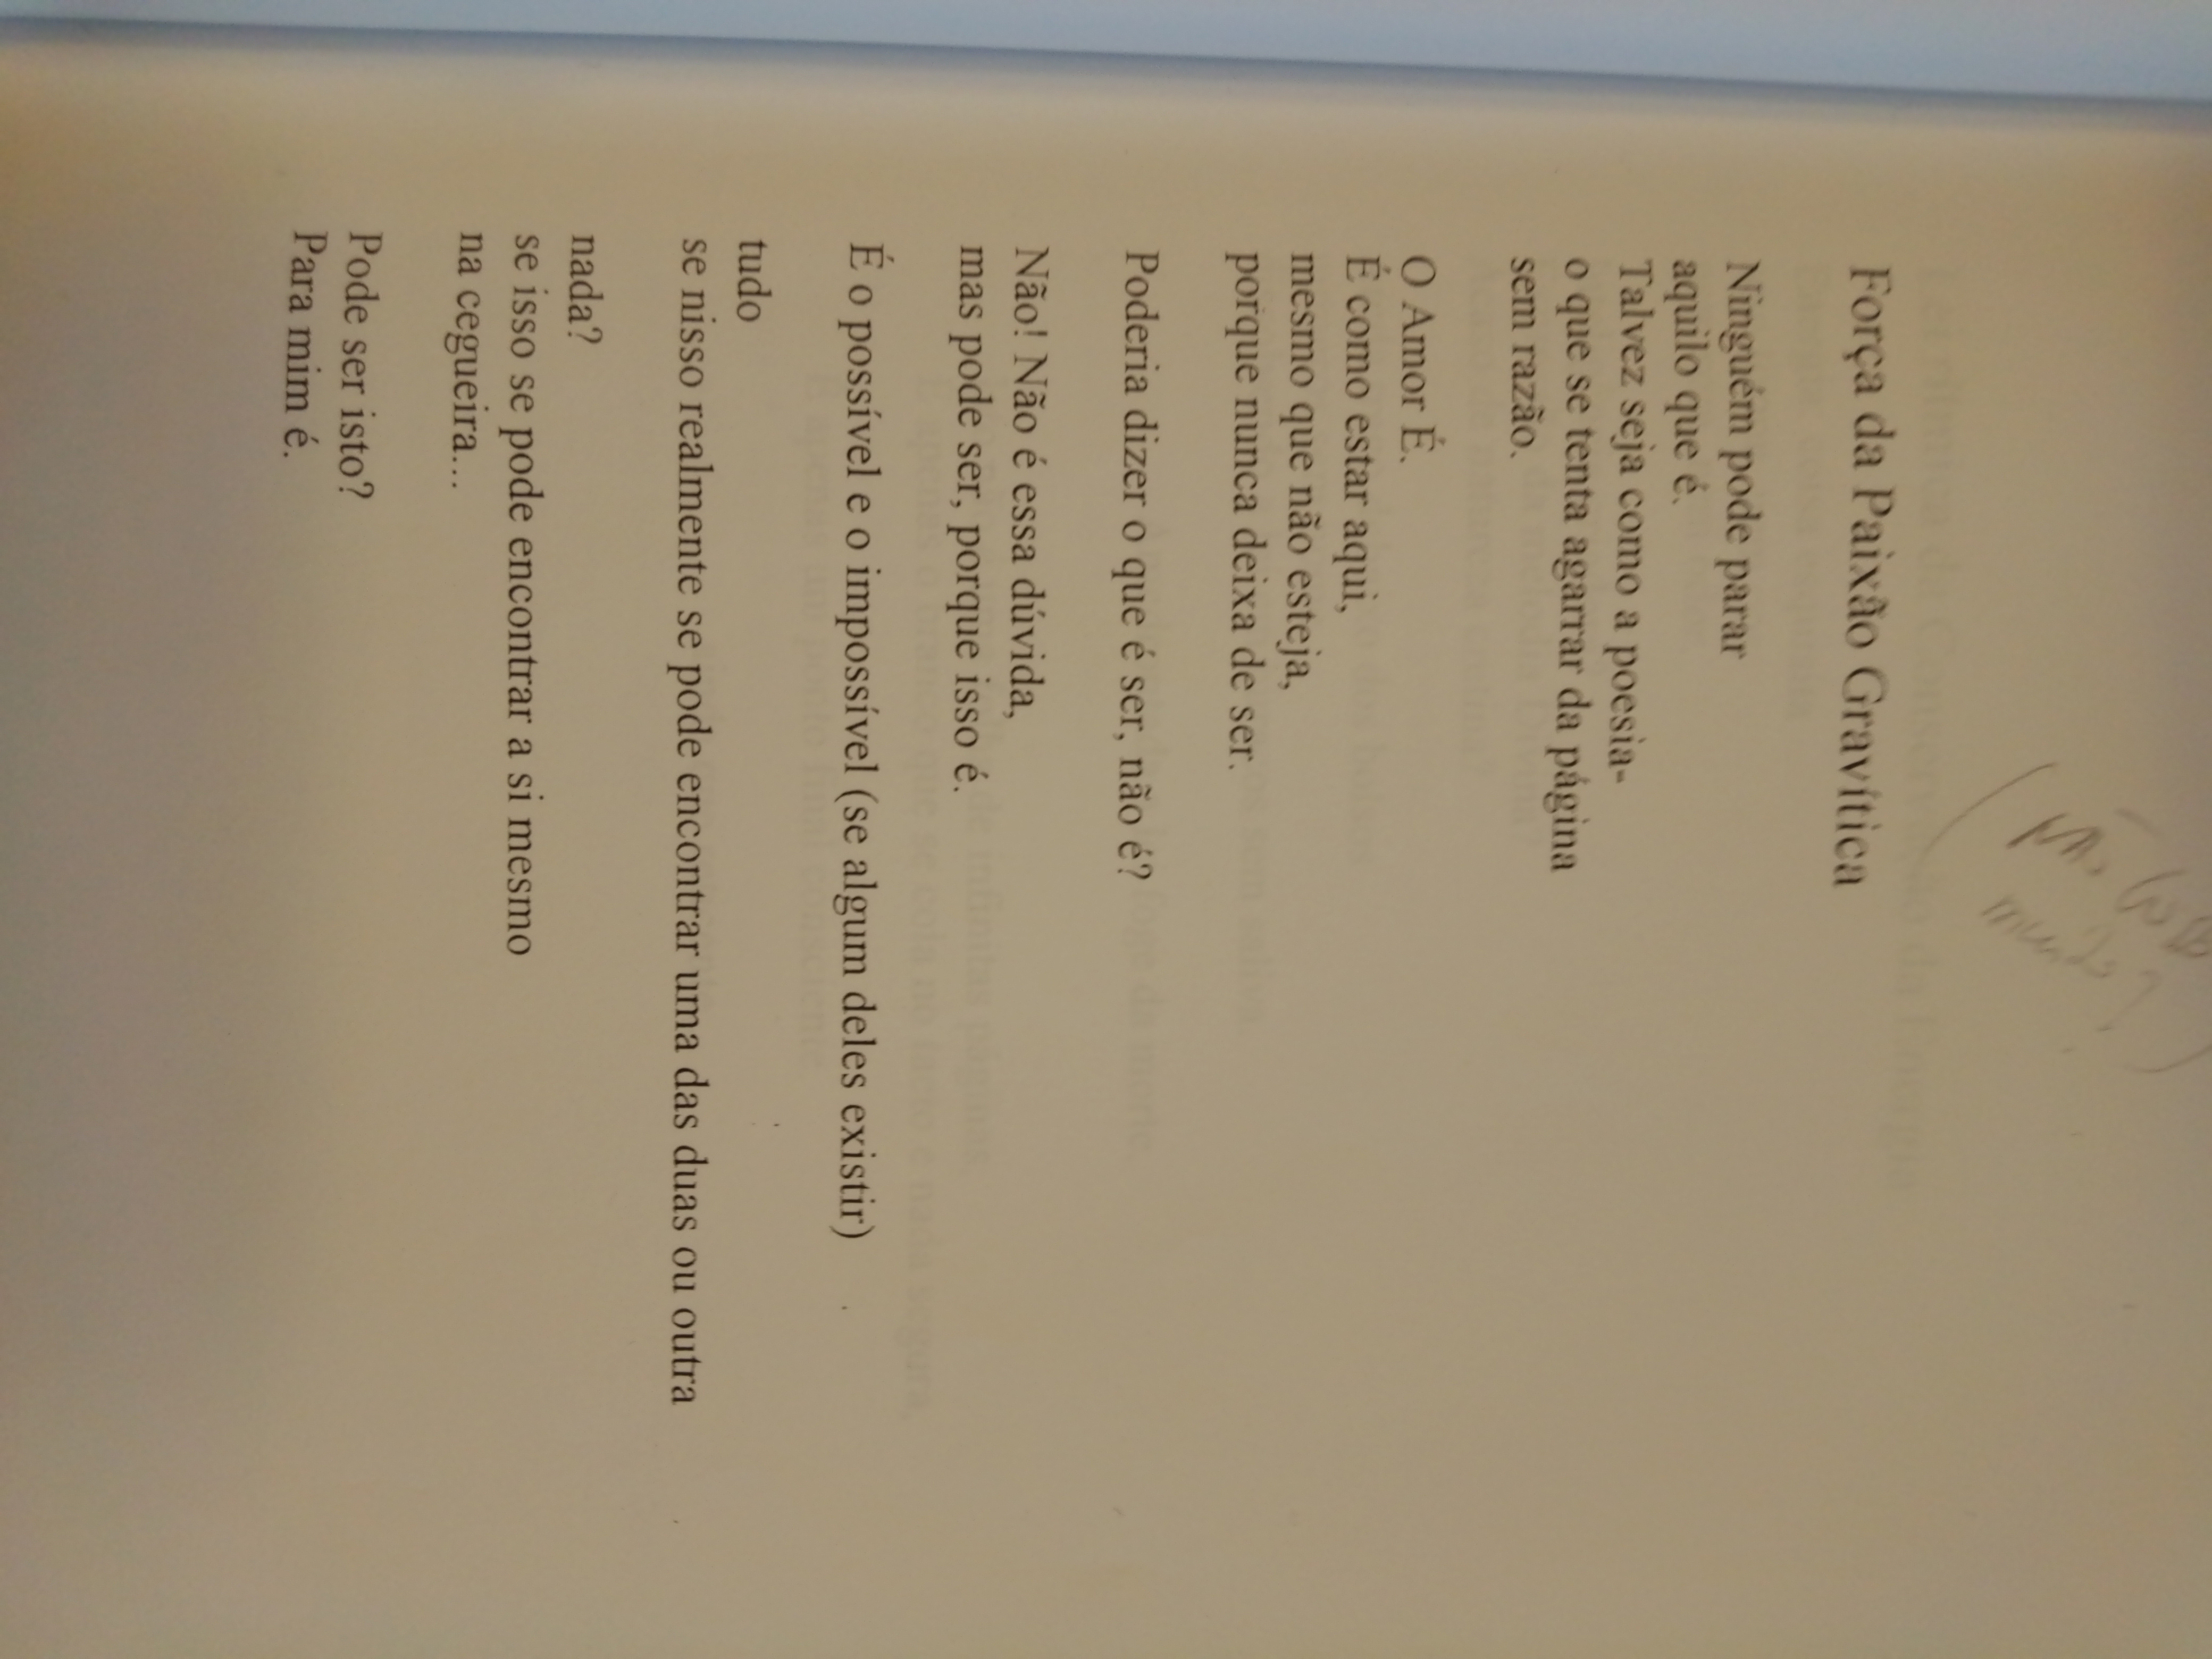 Força da Paixão Gravítica
Ninguém pode parar
aquilo que é.
Talvez seja como a poesia-
o que se tenta agarrar da página
sem razão.
O Amor É.
É como estar aqui,
mesmo que não esteja,
porque nunca deixa de ser.
Poderia dizer o que é ser, não é?
Não! Não é essa dúvida,
mas pode ser, porque isso é.
É o possível e o impossível (se algum deles existir)
tudo
se nisso realmente se pode encontrar uma das duas ou outra
nada?
se isso se pode encontrar a si mesmo
na cegueira...
Pode ser isto?
Para mim é.